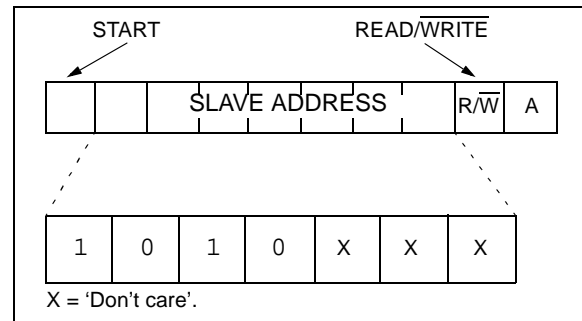 START READ/WRITE
SLAVE ADDRESS R/W A
1 0 1 0 X X X
X = 'Don't care'.